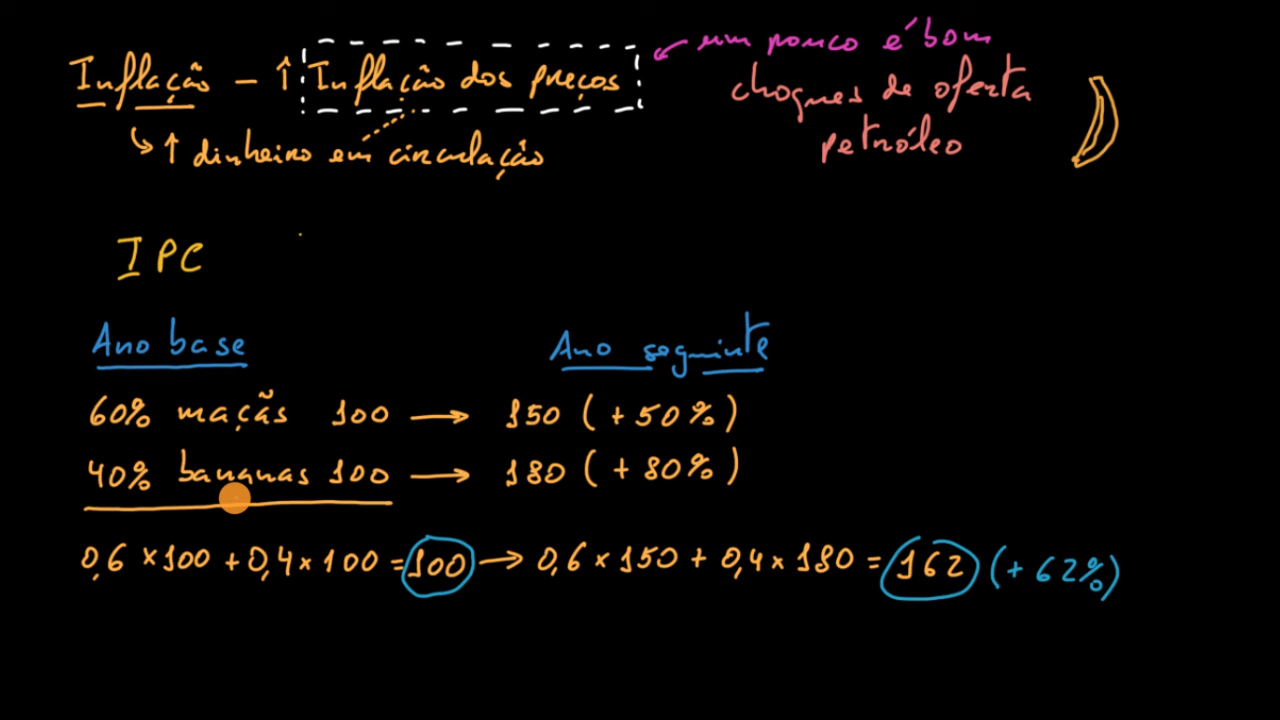 Inflação - ↑ Inflação dos preços
um pouco é bom
choques de oferta
petróleo
↳ ↑ dinheiro em circulação
IPC
Ano base
Ano seguinte
60% maçãs 100 → 150 (+50%)
40% bananas 100 → 180 (+80%)
0,6 × 100 + 0,4 × 100 = 100 → 0,6 × 150 + 0,4 × 180 = 162 (+62%)